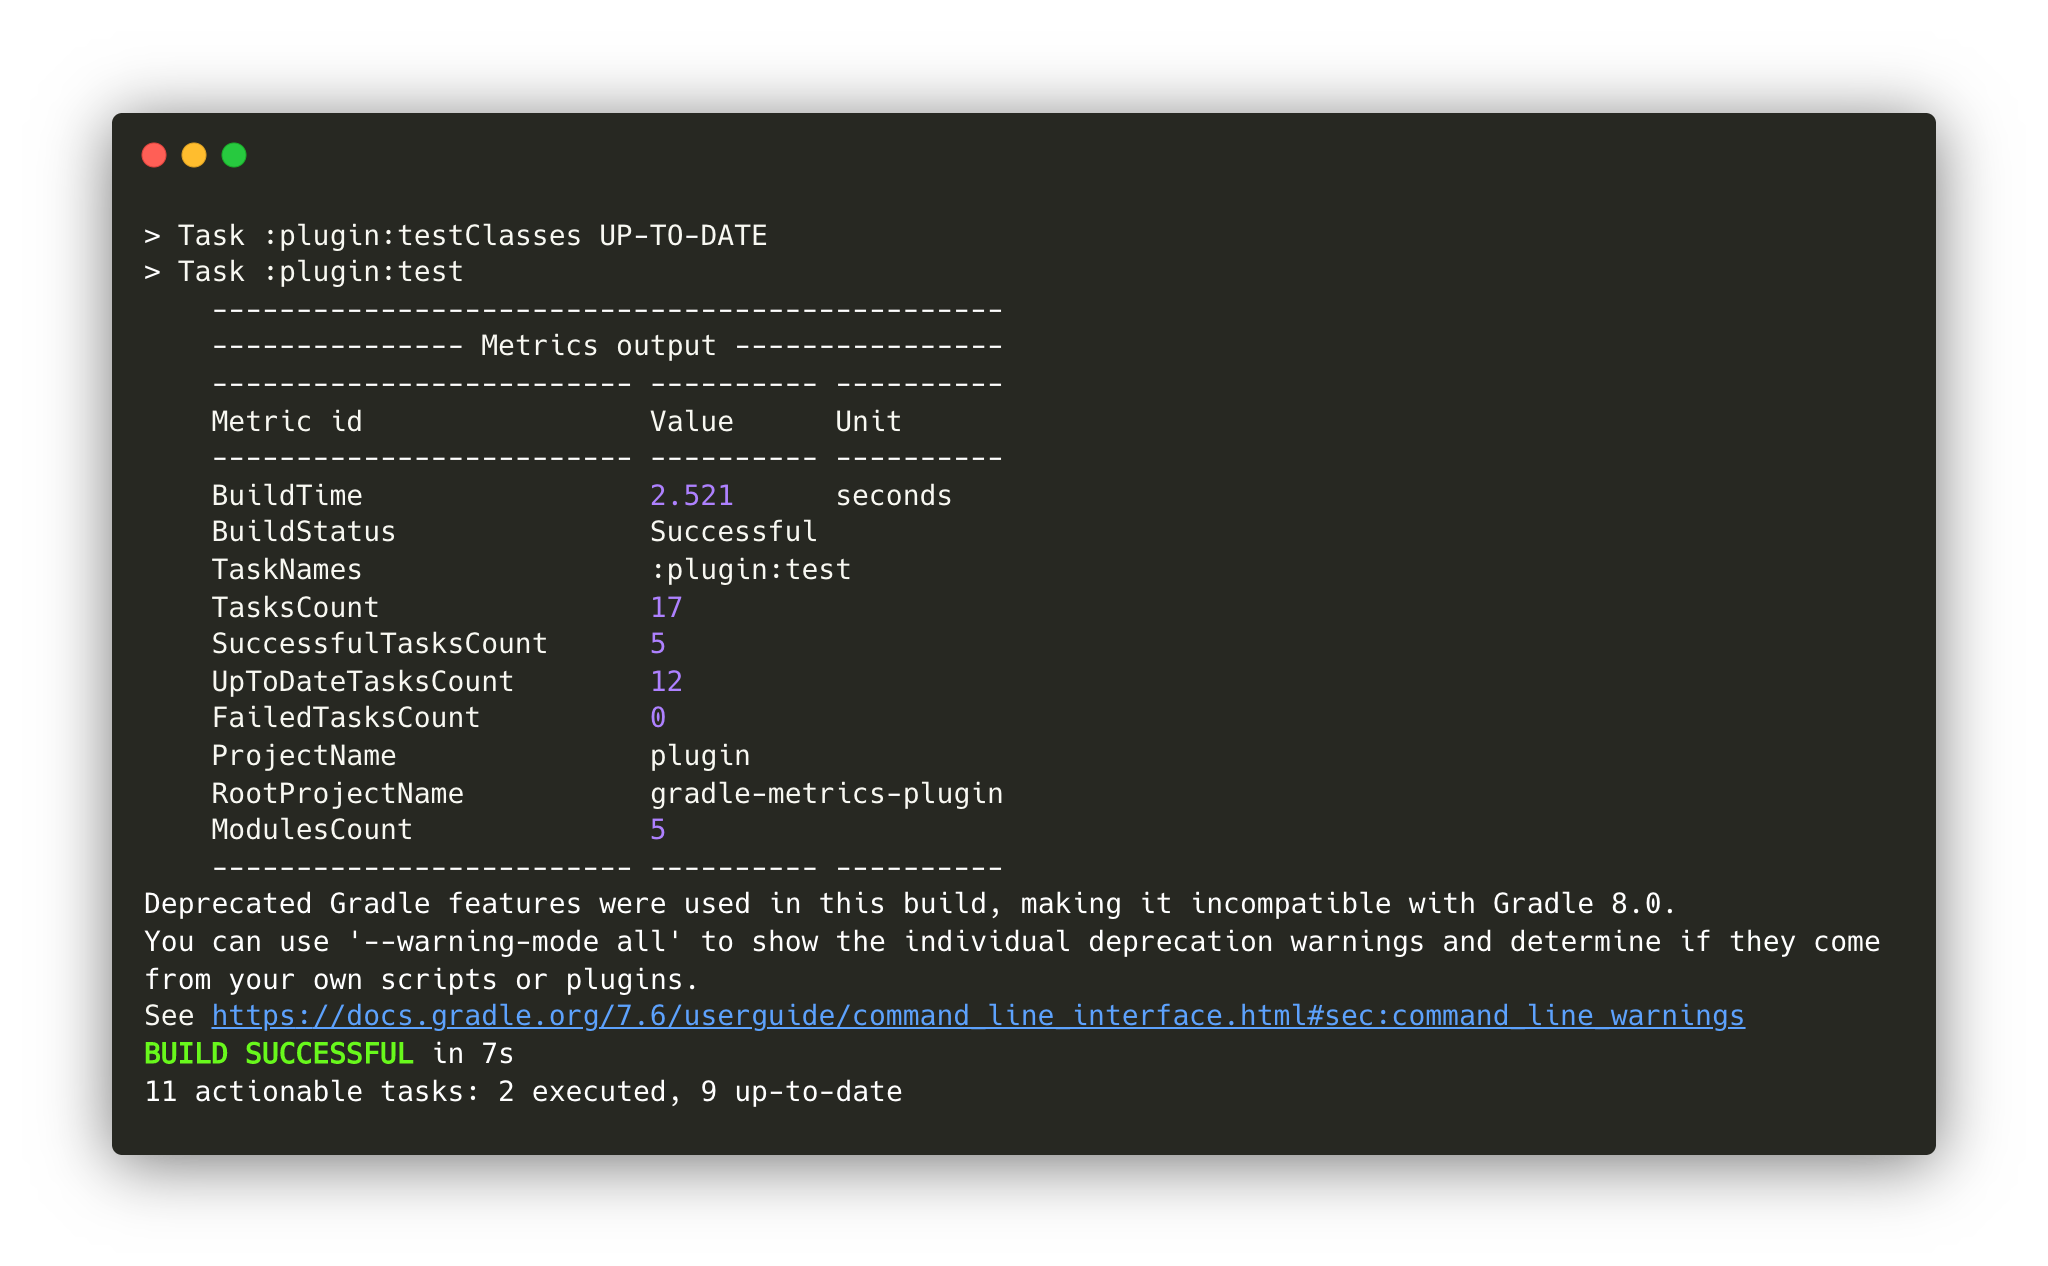 > Task :plugin:testClasses UP-TO-DATE
> Task :plugin:test
    -----------------------------------------------
    --------------- Metrics output ----------------
    ------------------------- ---------- ----------
    Metric id                 Value      Unit
    ------------------------- ---------- ----------
    BuildTime                 2.521      seconds
    BuildStatus               Successful
    TaskNames                 :plugin:test
    TasksCount                17
    SuccessfulTasksCount      5
    UpToDateTasksCount        12
    FailedTasksCount          0
    ProjectName               plugin
    RootProjectName           gradle-metrics-plugin
    ModulesCount              5
    ------------------------- ---------- ----------
Deprecated Gradle features were used in this build, making it incompatible with Gradle 8.0.
You can use '--warning-mode all' to show the individual deprecation warnings and determine if they come
from your own scripts or plugins.
See https://docs.gradle.org/7.6/userguide/command_line_interface.html#sec:command_line_warnings
BUILD SUCCESSFUL in 7s
11 actionable tasks: 2 executed, 9 up-to-date